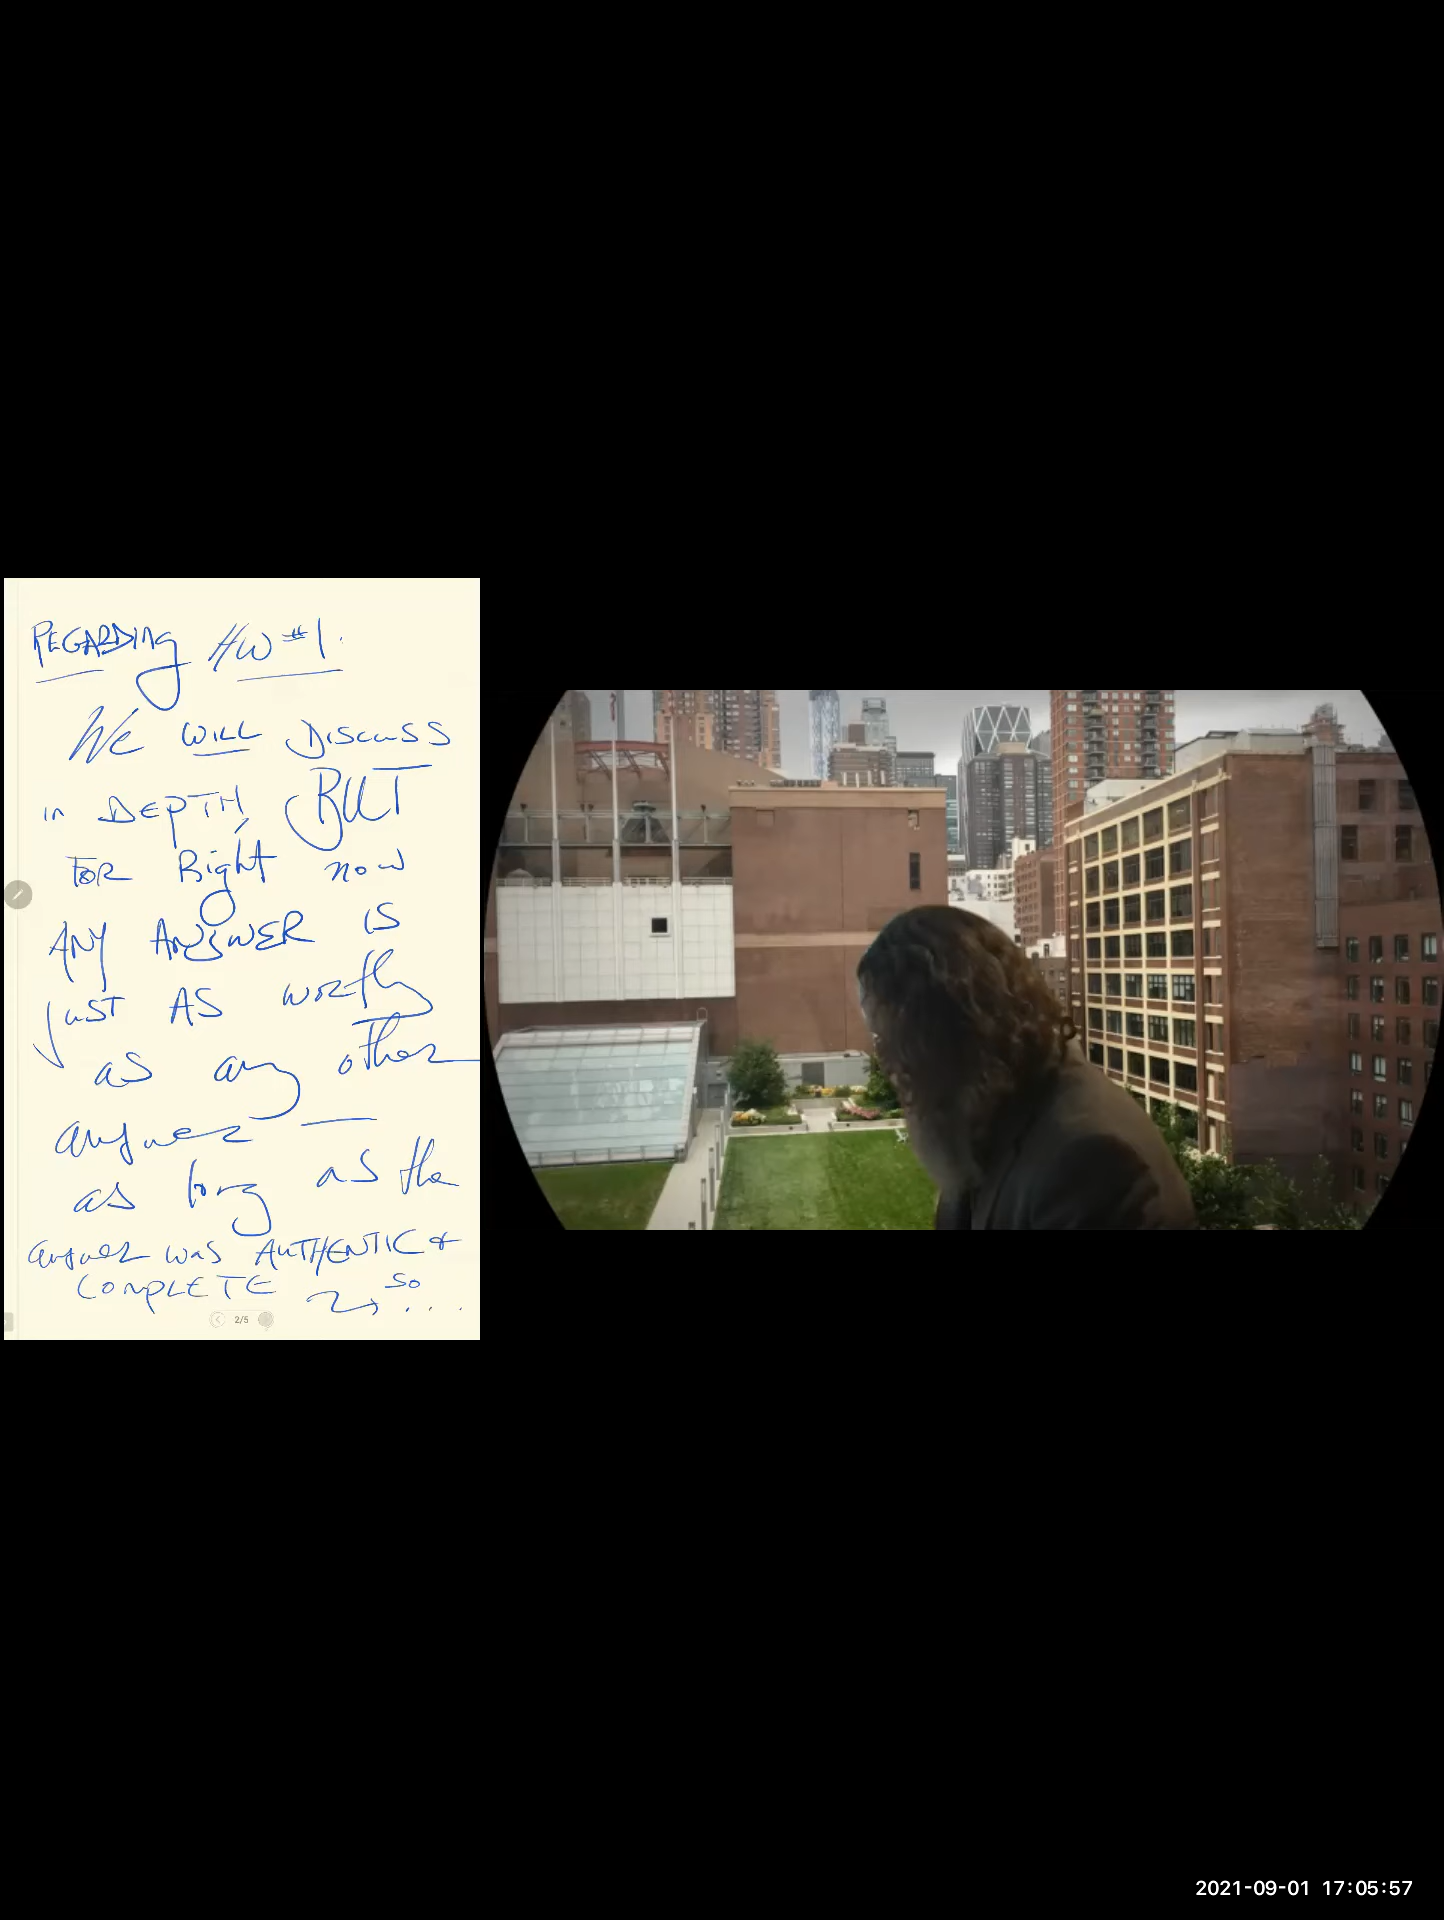 REGARDING HW #1.
We WILL DISCUSS
in DEPTH, BUT
FOR Right now
ANY ANSWER IS
JUST AS worthy
as any other
answer —
as long as the
answer was AUTHENTIC &
COMPLETE so ...
2/5
2021-09-01 17:05:57